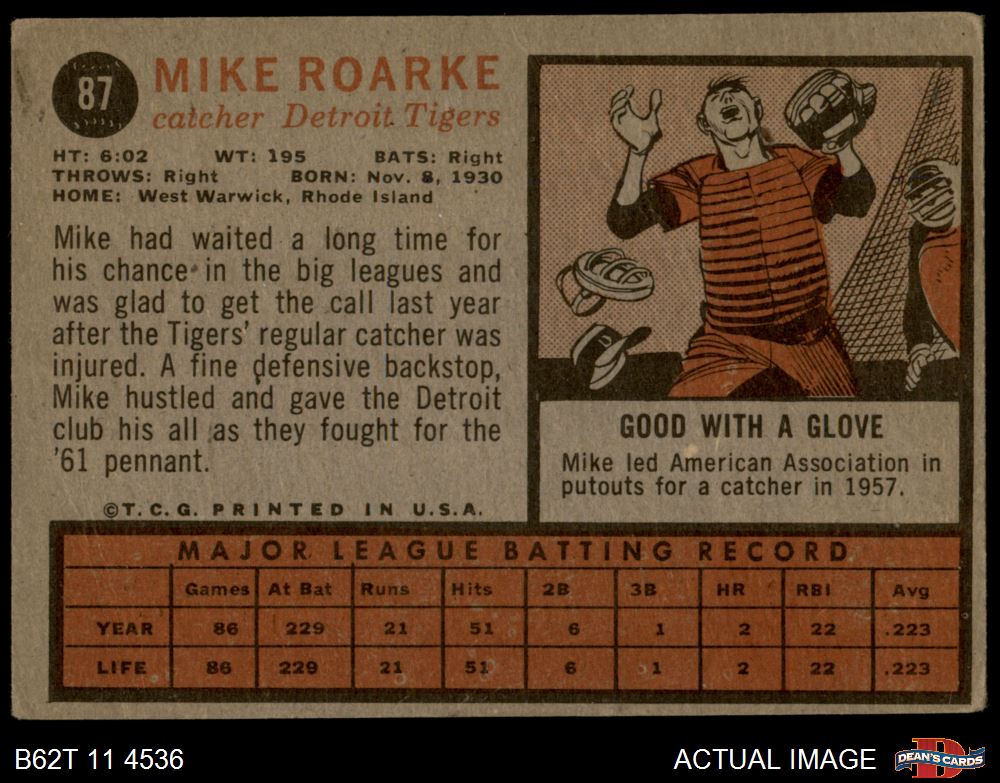 87
MIKE ROARKE
catcher Detroit Tigers
HT: 6:02 WT: 195 BATS: Right
THROWS: Right BORN: Nov. 8, 1930
HOME: West Warwick, Rhode Island
Mike had waited a long time for
his chance in the big leagues and
was glad to get the call last year
after the Tigers' regular catcher was
injured. A fine defensive backstop,
Mike hustled and gave the Detroit
club his all as they fought for the
'61 pennant.
©T.C.G. PRINTED IN U.S.A.
GOOD WITH A GLOVE
Mike led American Association in
putouts for a catcher in 1957.
MAJOR LEAGUE BATTING RECORD
Games At Bat Runs Hits 2B 3B HR RBI Avg
YEAR 86 229 21 51 6 1 2 22 .223
LIFE 86 229 21 51 6 1 2 22 .223
B62T 11 4536 ACTUAL IMAGE D DEAN'S CARDS